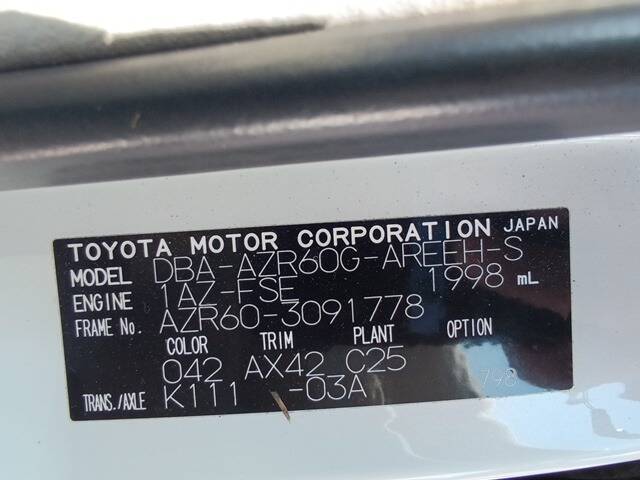 TOYOTA MOTOR CORPORATION JAPAN
MODEL DBA-AZR60G-AREEH-S
ENGINE 1AZ-FSE 1998 mL
FRAME No. AZR60-3091778
COLOR TRIM PLANT OPTION
042 AX42 C25
TRANS./AXLE K111 -03A 798